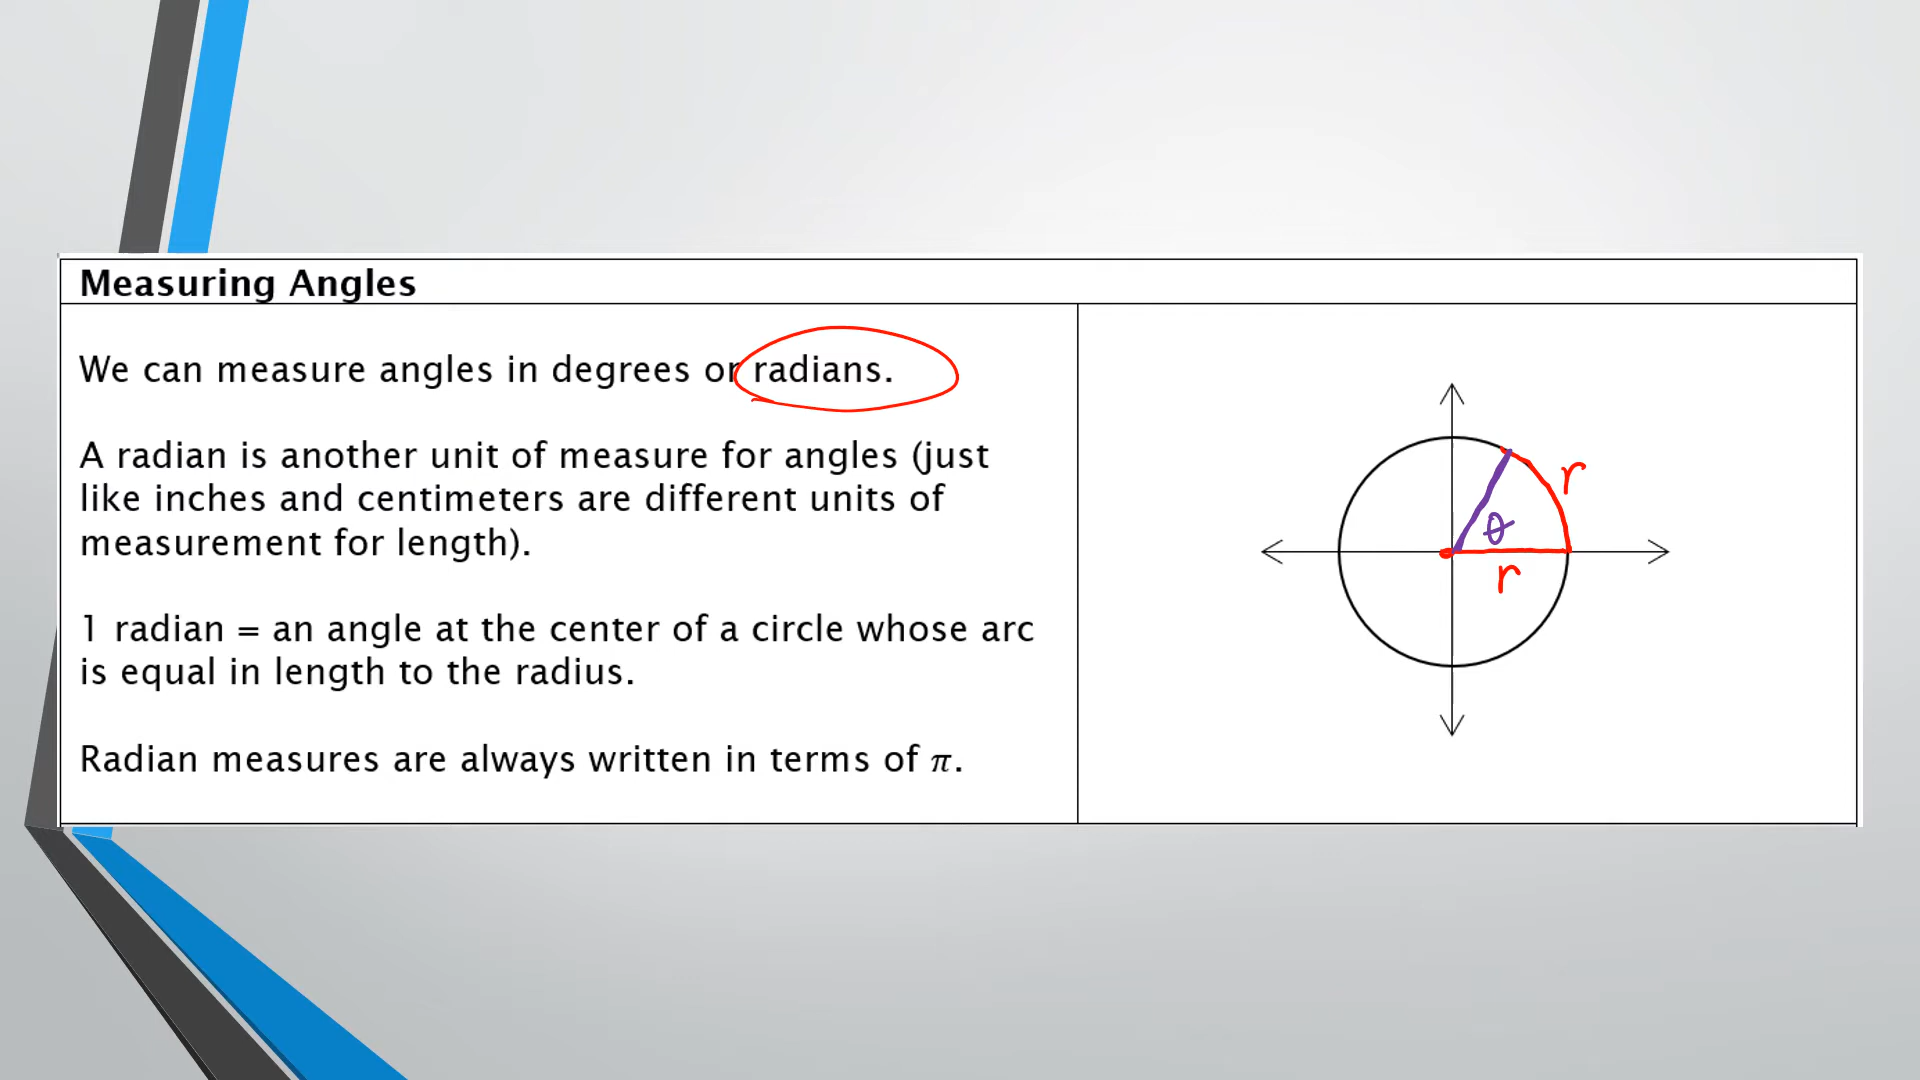 Measuring Angles
We can measure angles in degrees or radians.
A radian is another unit of measure for angles (just
like inches and centimeters are different units of
measurement for length).
1 radian = an angle at the center of a circle whose arc
is equal in length to the radius.
Radian measures are always written in terms of π.
r
θ
r